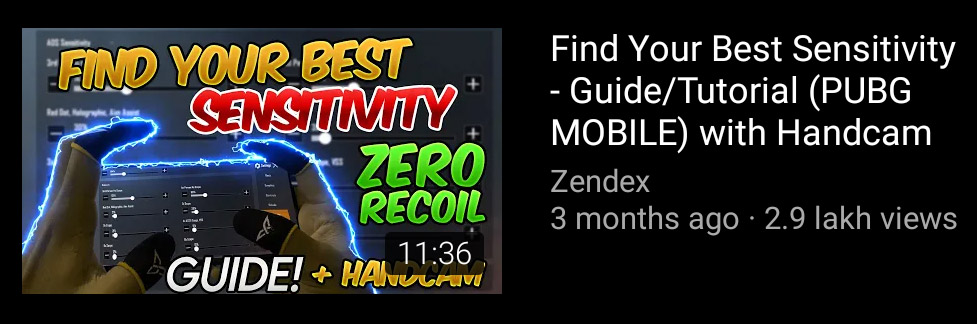 FIND YOUR BEST
SENSITIVITY
ZERO
RECOIL
11:36
GUIDE! + HANDCAM
Find Your Best Sensitivity
- Guide/Tutorial (PUBG
MOBILE) with Handcam
Zendex
3 months ago · 2.9 lakh views